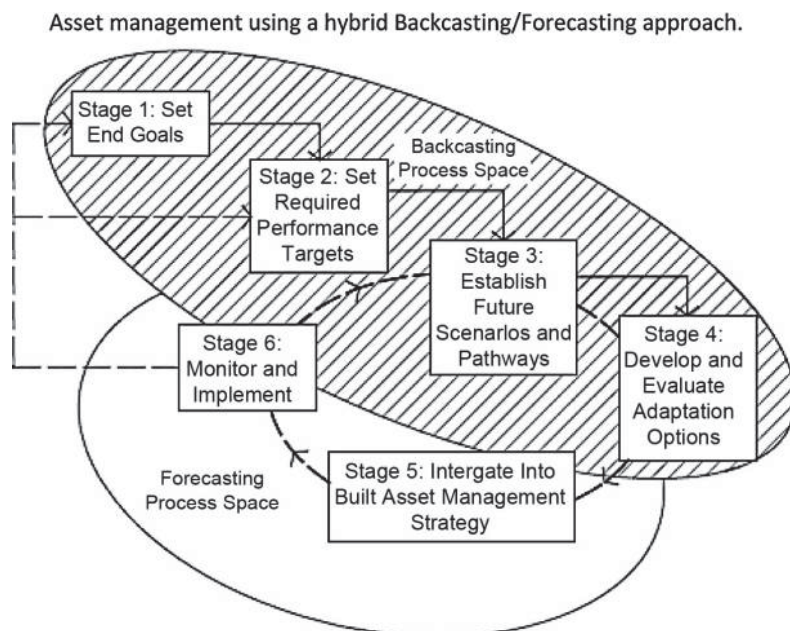 Asset management using a hybrid Backcasting/Forecasting approach.
Stage 1: Set
End Goals
Backcasting
Process Space
Stage 2: Set
Required
Performance
Targets
Stage 3:
Establish
Future
Scenarlos and
Pathways
Stage 4:
Develop and
Evaluate
Adaptation
Options
Stage 6:
Monitor and
Implement
Stage 5: Intergate Into
Built Asset Management
Strategy
Forecasting
Process Space